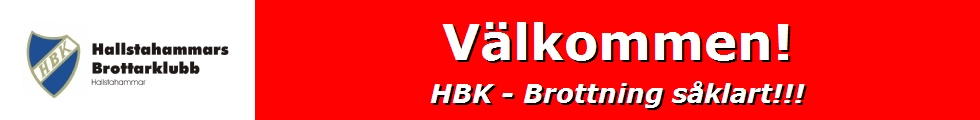 HBK
Hallstahammars
Brottarklubb
Hallstahammar
Välkommen!
HBK - Brottning såklart!!!